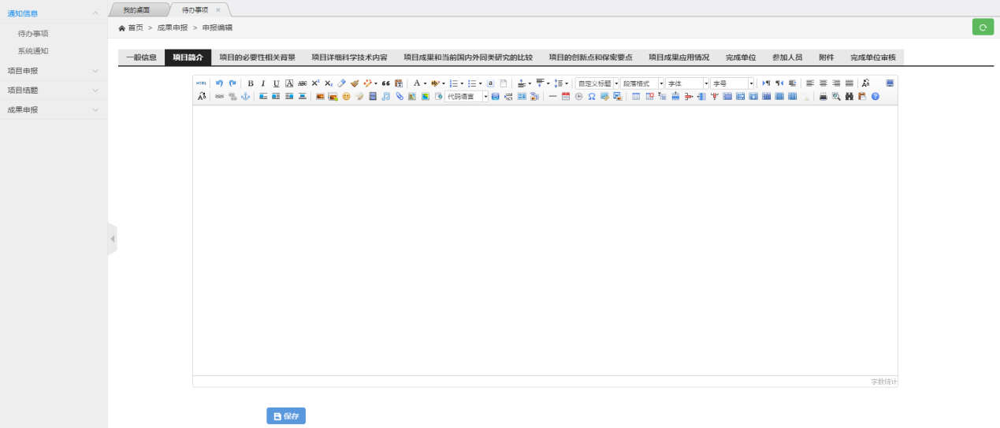 通知信息
待办事项
系统通知
项目申报
项目结题
成果申报
我的桌面
待办事项
首页 > 成果申报 > 申报编辑
一般信息 项目简介 项目的必要性相关背景 项目详细科学技术内容 项目成果和当前国内外同类研究的比较 项目的创新点和保密要点 项目成果应用情况 完成单位 参加人员 附件 完成单位审核
HTML B I U A ABC X² X₂ A a 自定义标题 段落格式 字体 字号
代码语言 Ω
字数统计
保存